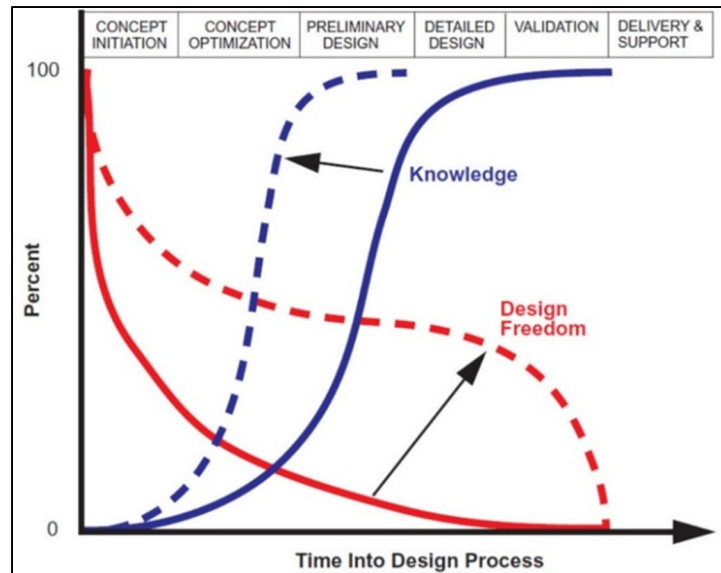 CONCEPT INITIATION
CONCEPT OPTIMIZATION
PRELIMINARY DESIGN
DETAILED DESIGN
VALIDATION
DELIVERY & SUPPORT
100
Knowledge
Percent
Design
Freedom
0
Time Into Design Process